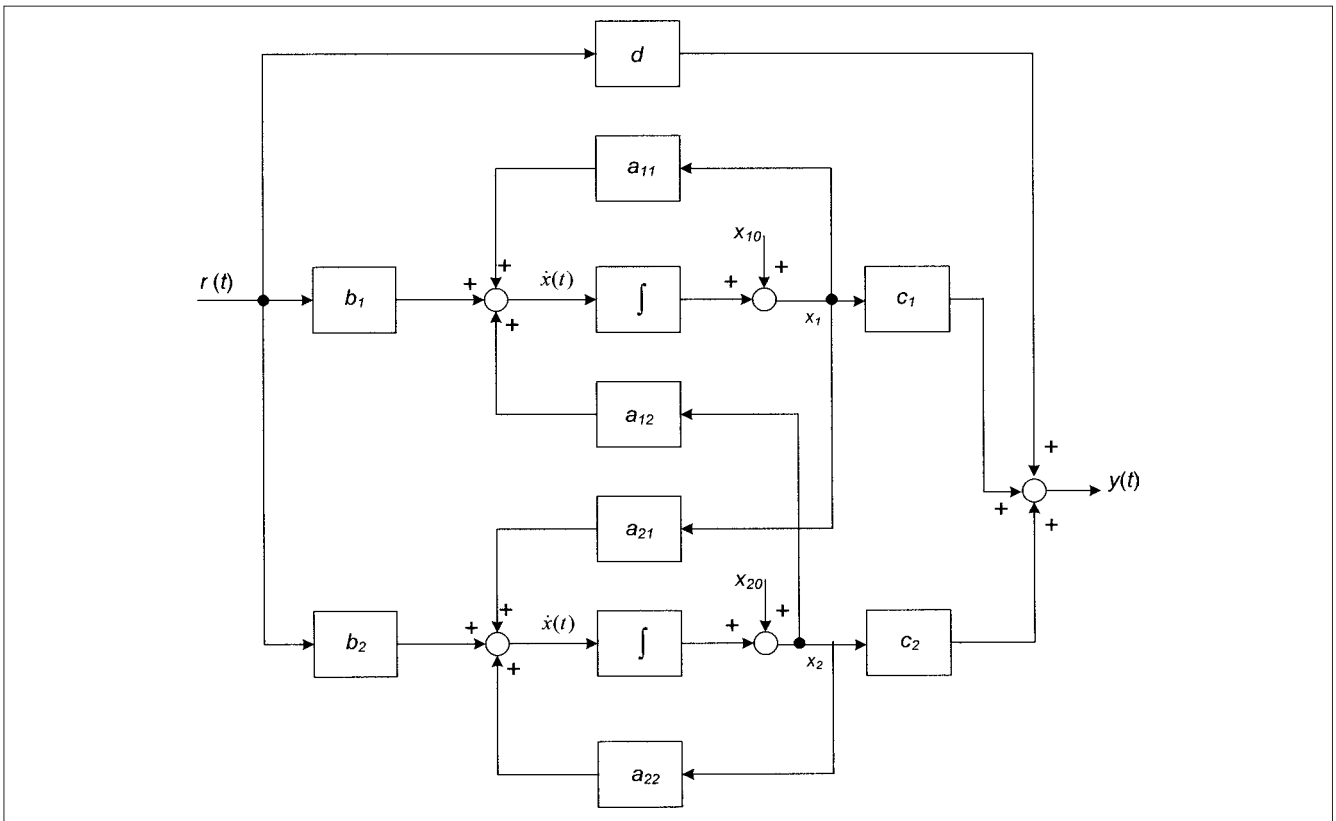 d
a11
x10
+
+
+
+
+
r (t)
b1
ẋ(t)
∫
x1
c1
a12
+
y(t)
+
+
a21
x20
+
+
+
+
+
b2
ẋ(t)
∫
x2
c2
a22